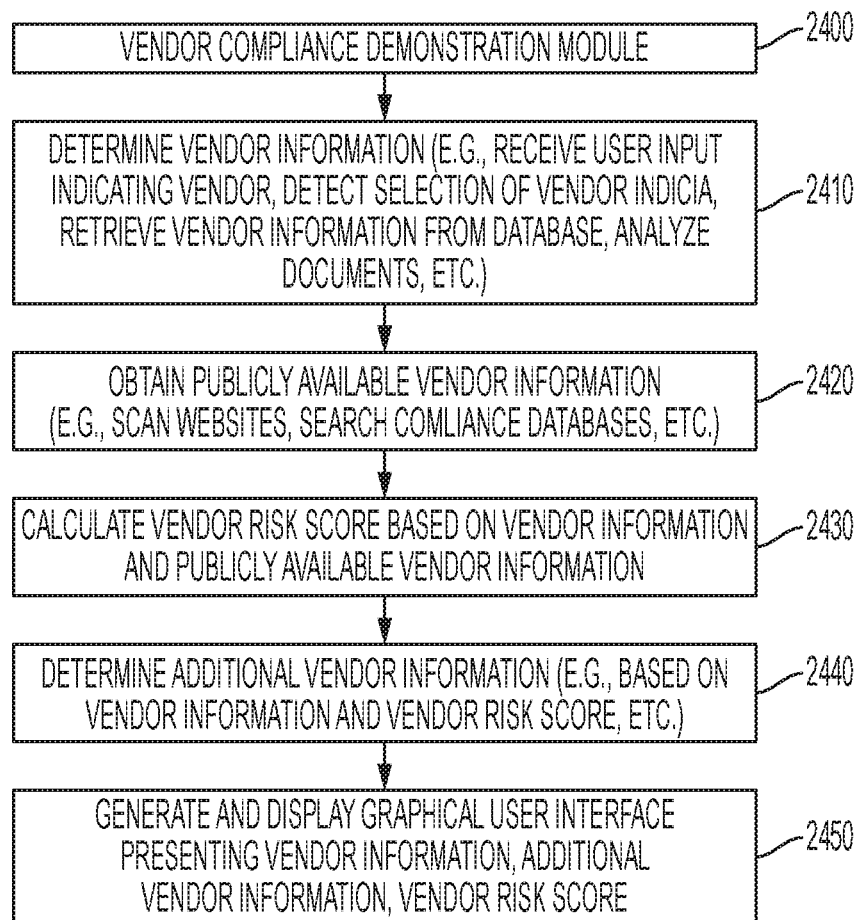 VENDOR COMPLIANCE DEMONSTRATION MODULE
2400
DETERMINE VENDOR INFORMATION (E.G., RECEIVE USER INPUT
INDICATING VENDOR, DETECT SELECTION OF VENDOR INDICIA,
RETRIEVE VENDOR INFORMATION FROM DATABASE, ANALYZE
DOCUMENTS, ETC.)
2410
OBTAIN PUBLICLY AVAILABLE VENDOR INFORMATION
(E.G., SCAN WEBSITES, SEARCH COMLIANCE DATABASES, ETC.)
2420
CALCULATE VENDOR RISK SCORE BASED ON VENDOR INFORMATION
AND PUBLICLY AVAILABLE VENDOR INFORMATION
2430
DETERMINE ADDITIONAL VENDOR INFORMATION (E.G., BASED ON
VENDOR INFORMATION AND VENDOR RISK SCORE, ETC.)
2440
GENERATE AND DISPLAY GRAPHICAL USER INTERFACE
PRESENTING VENDOR INFORMATION, ADDITIONAL
VENDOR INFORMATION, VENDOR RISK SCORE
2450